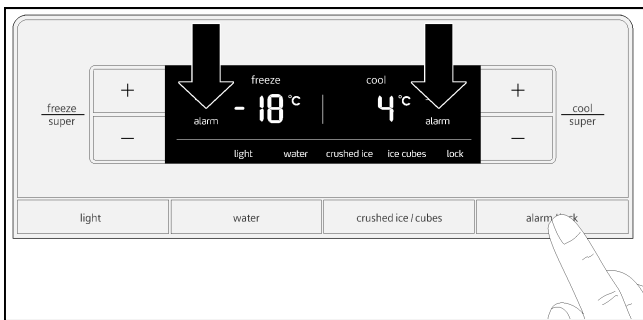 freeze cool
+ - 18 °C 4 °C +
freeze
super
cool
super
alarm alarm
− −
light water crushed ice ice cubes lock
light water crushed ice / cubes